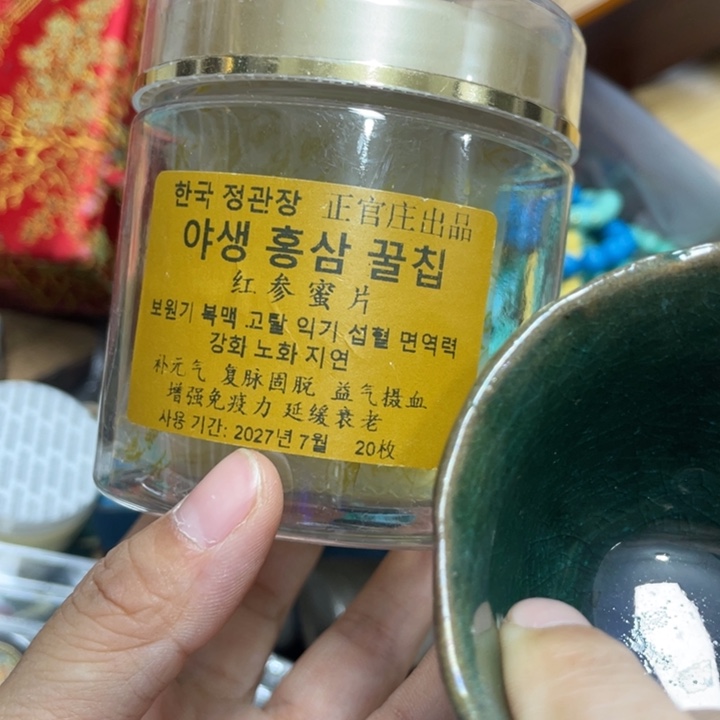 한국 정관장 正官庄出品
야생 홍삼 꿀칩
红参蜜片
보원기 복맥 고탈 익기 섭혈 면역력
강화 노화 지연
补元气 复脉固脱 益气摄血
增强免疫力 延缓衰老
사용 기간: 2027년 7월 20枚